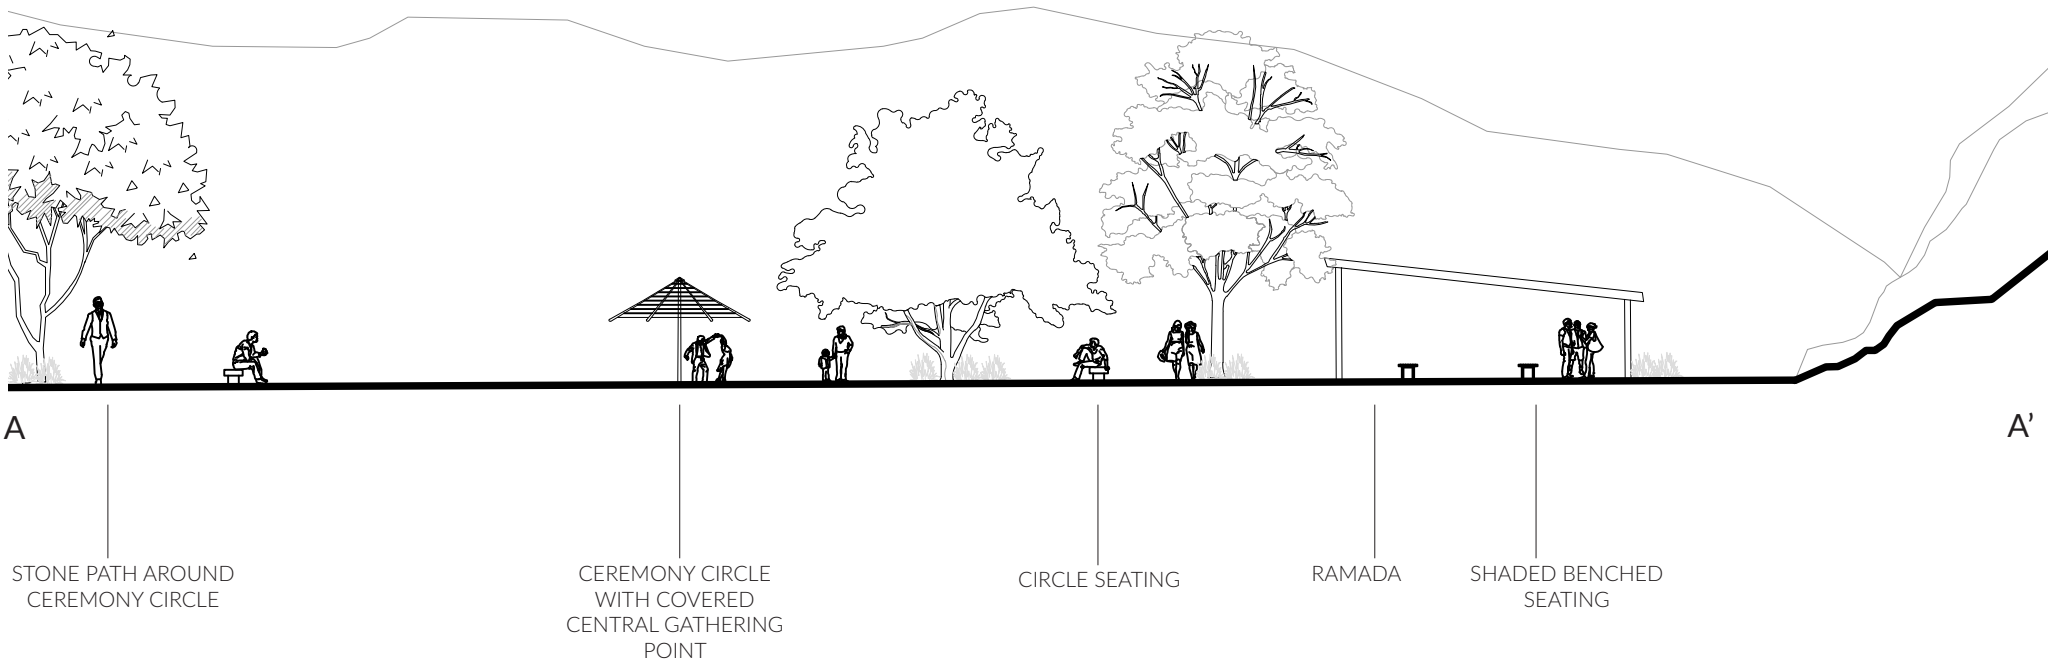 A
A’
STONE PATH AROUND
CEREMONY CIRCLE
CEREMONY CIRCLE
WITH COVERED
CENTRAL GATHERING
POINT
CIRCLE SEATING
RAMADA
SHADED BENCHED
SEATING